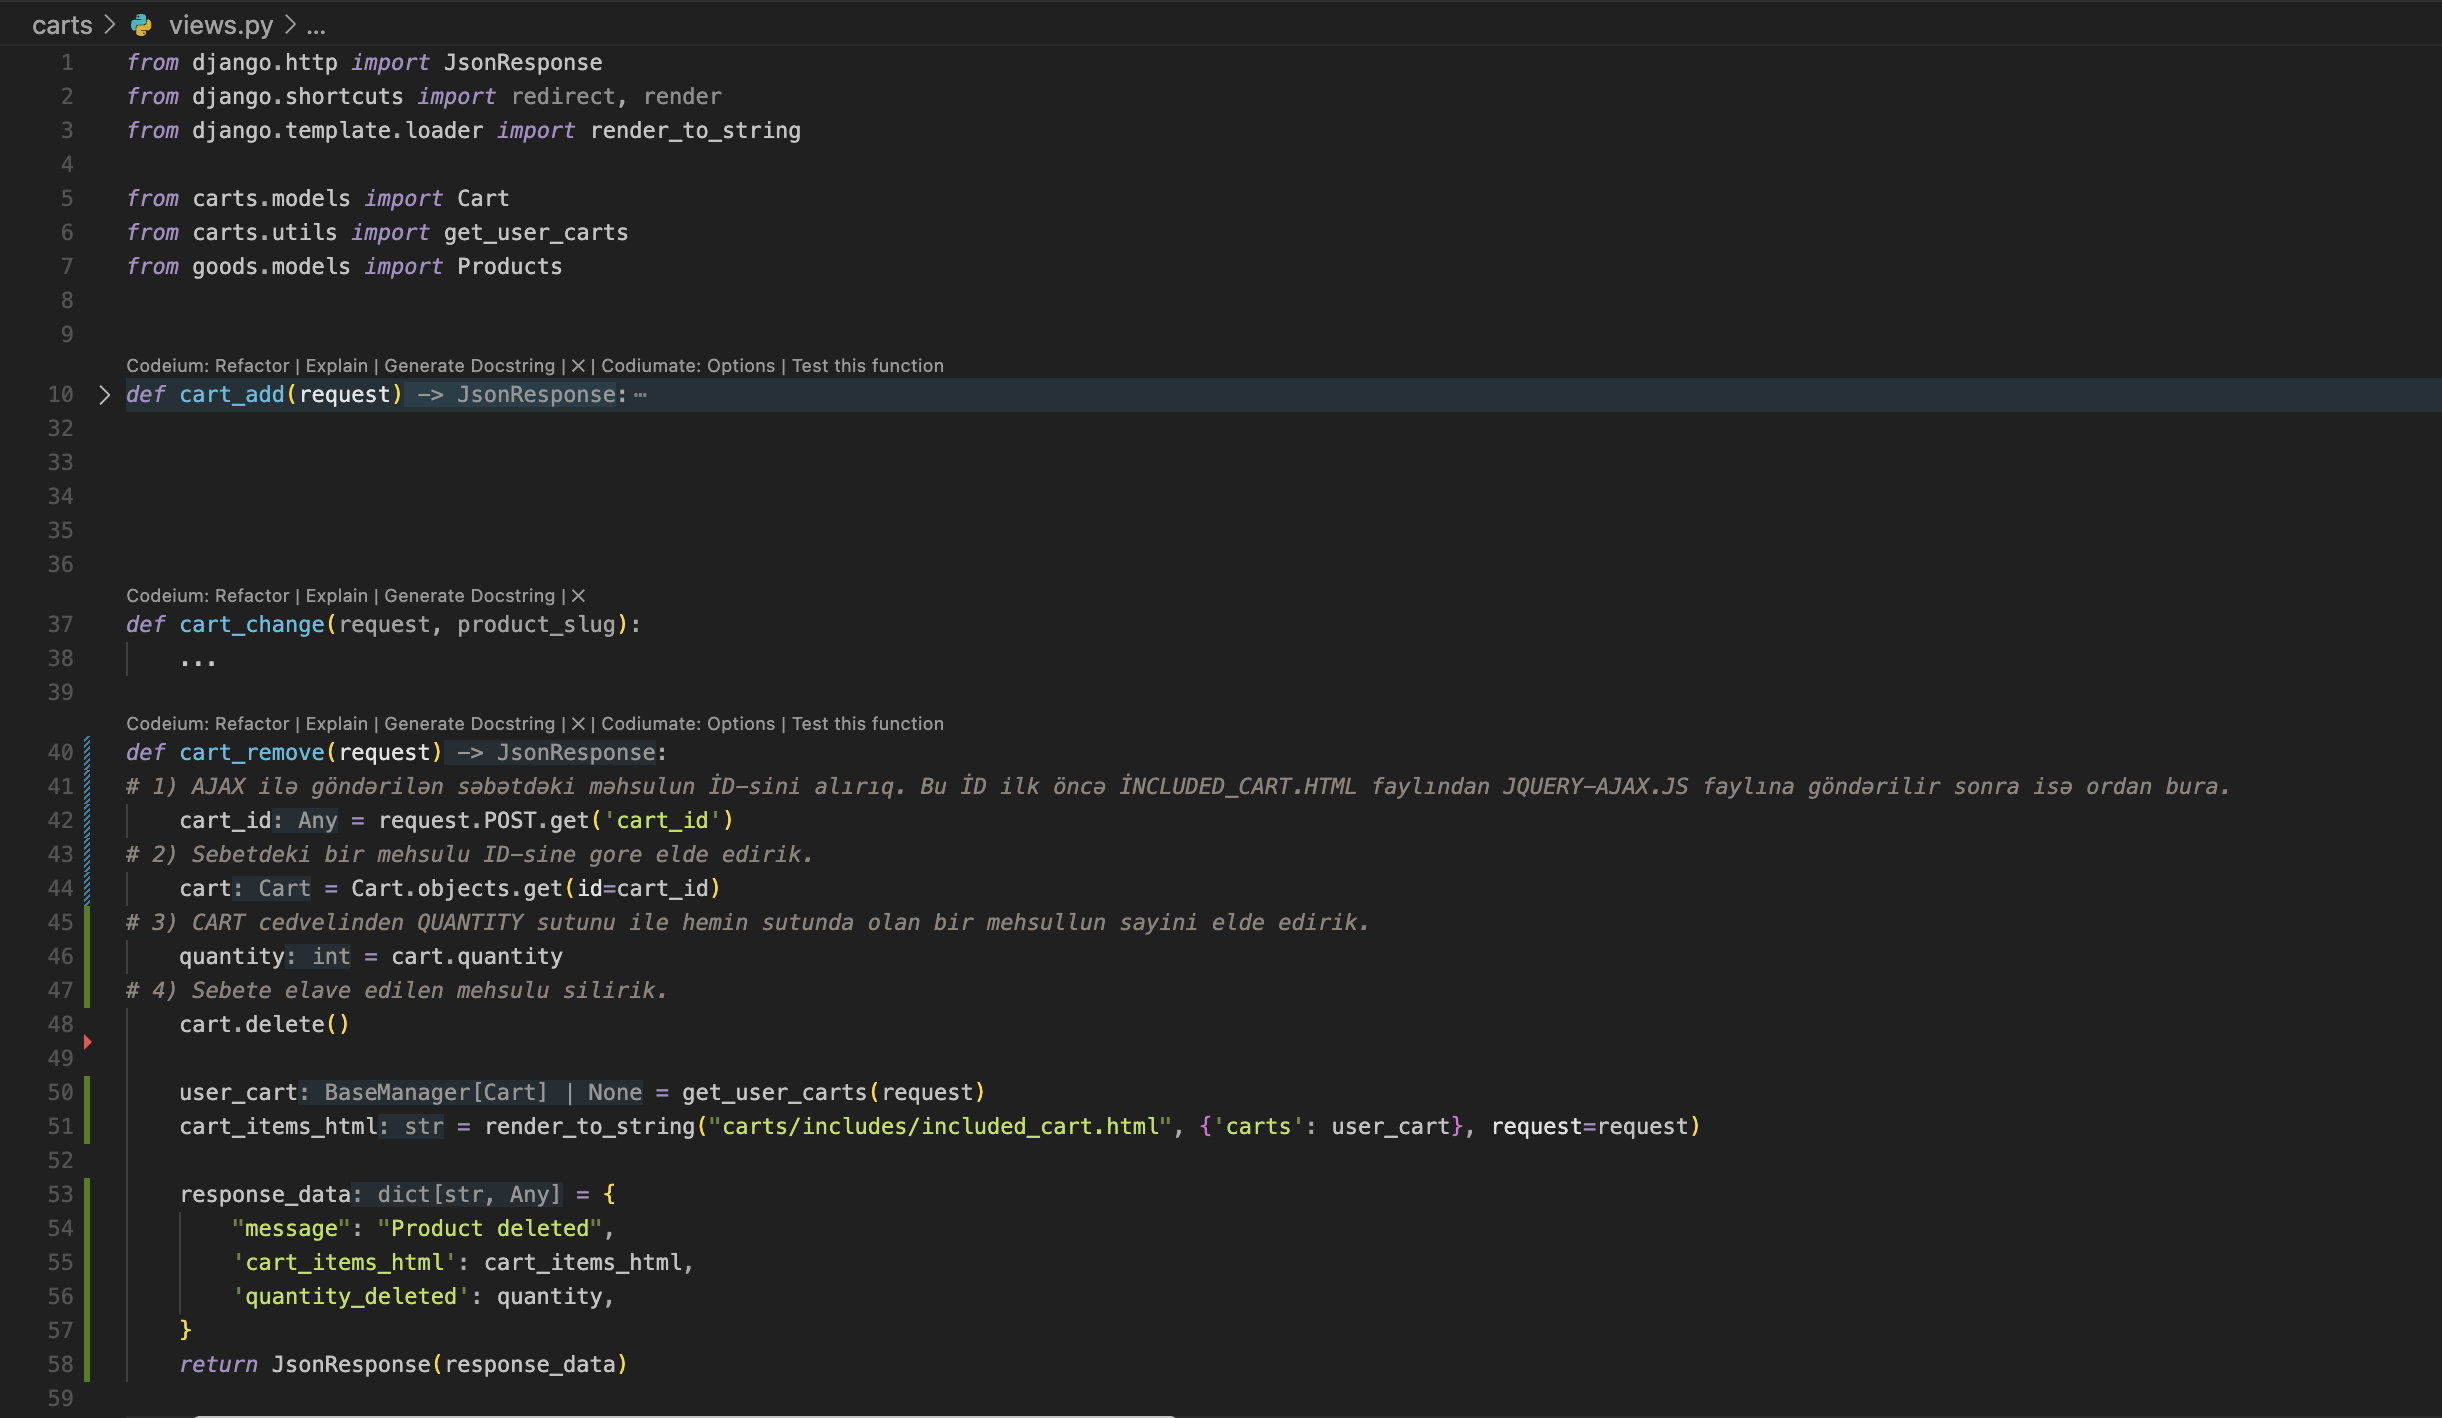 carts > views.py > ...
1 from django.http import JsonResponse
2 from django.shortcuts import redirect, render
3 from django.template.loader import render_to_string
4
5 from carts.models import Cart
6 from carts.utils import get_user_carts
7 from goods.models import Products
8
9
Codeium: Refactor | Explain | Generate Docstring | X | Codiumate: Options | Test this function
10 > def cart_add(request) -> JsonResponse: ...
32
33
34
35
36
Codeium: Refactor | Explain | Generate Docstring | X
37 def cart_change(request, product_slug):
38     ...
39
Codeium: Refactor | Explain | Generate Docstring | X | Codiumate: Options | Test this function
40 def cart_remove(request) -> JsonResponse:
41 # 1) AJAX ilə göndərilən səbətdəki məhsulun İD-sini alırıq. Bu İD ilk öncə İNCLUDED_CART.HTML faylından JQUERY-AJAX.JS faylına göndərilir sonra isə ordan bura.
42     cart_id: Any = request.POST.get('cart_id')
43 # 2) Sebetdeki bir mehsulu ID-sine gore elde edirik.
44     cart: Cart = Cart.objects.get(id=cart_id)
45 # 3) CART cedvelinden QUANTITY sutunu ile hemin sutunda olan bir mehsullun sayini elde edirik.
46     quantity: int = cart.quantity
47 # 4) Sebete elave edilen mehsulu silirik.
48     cart.delete()
49
50     user_cart: BaseManager[Cart] | None = get_user_carts(request)
51     cart_items_html: str = render_to_string("carts/includes/included_cart.html", {'carts': user_cart}, request=request)
52
53     response_data: dict[str, Any] = {
54         "message": "Product deleted",
55         'cart_items_html': cart_items_html,
56         'quantity_deleted': quantity,
57     }
58     return JsonResponse(response_data)
59